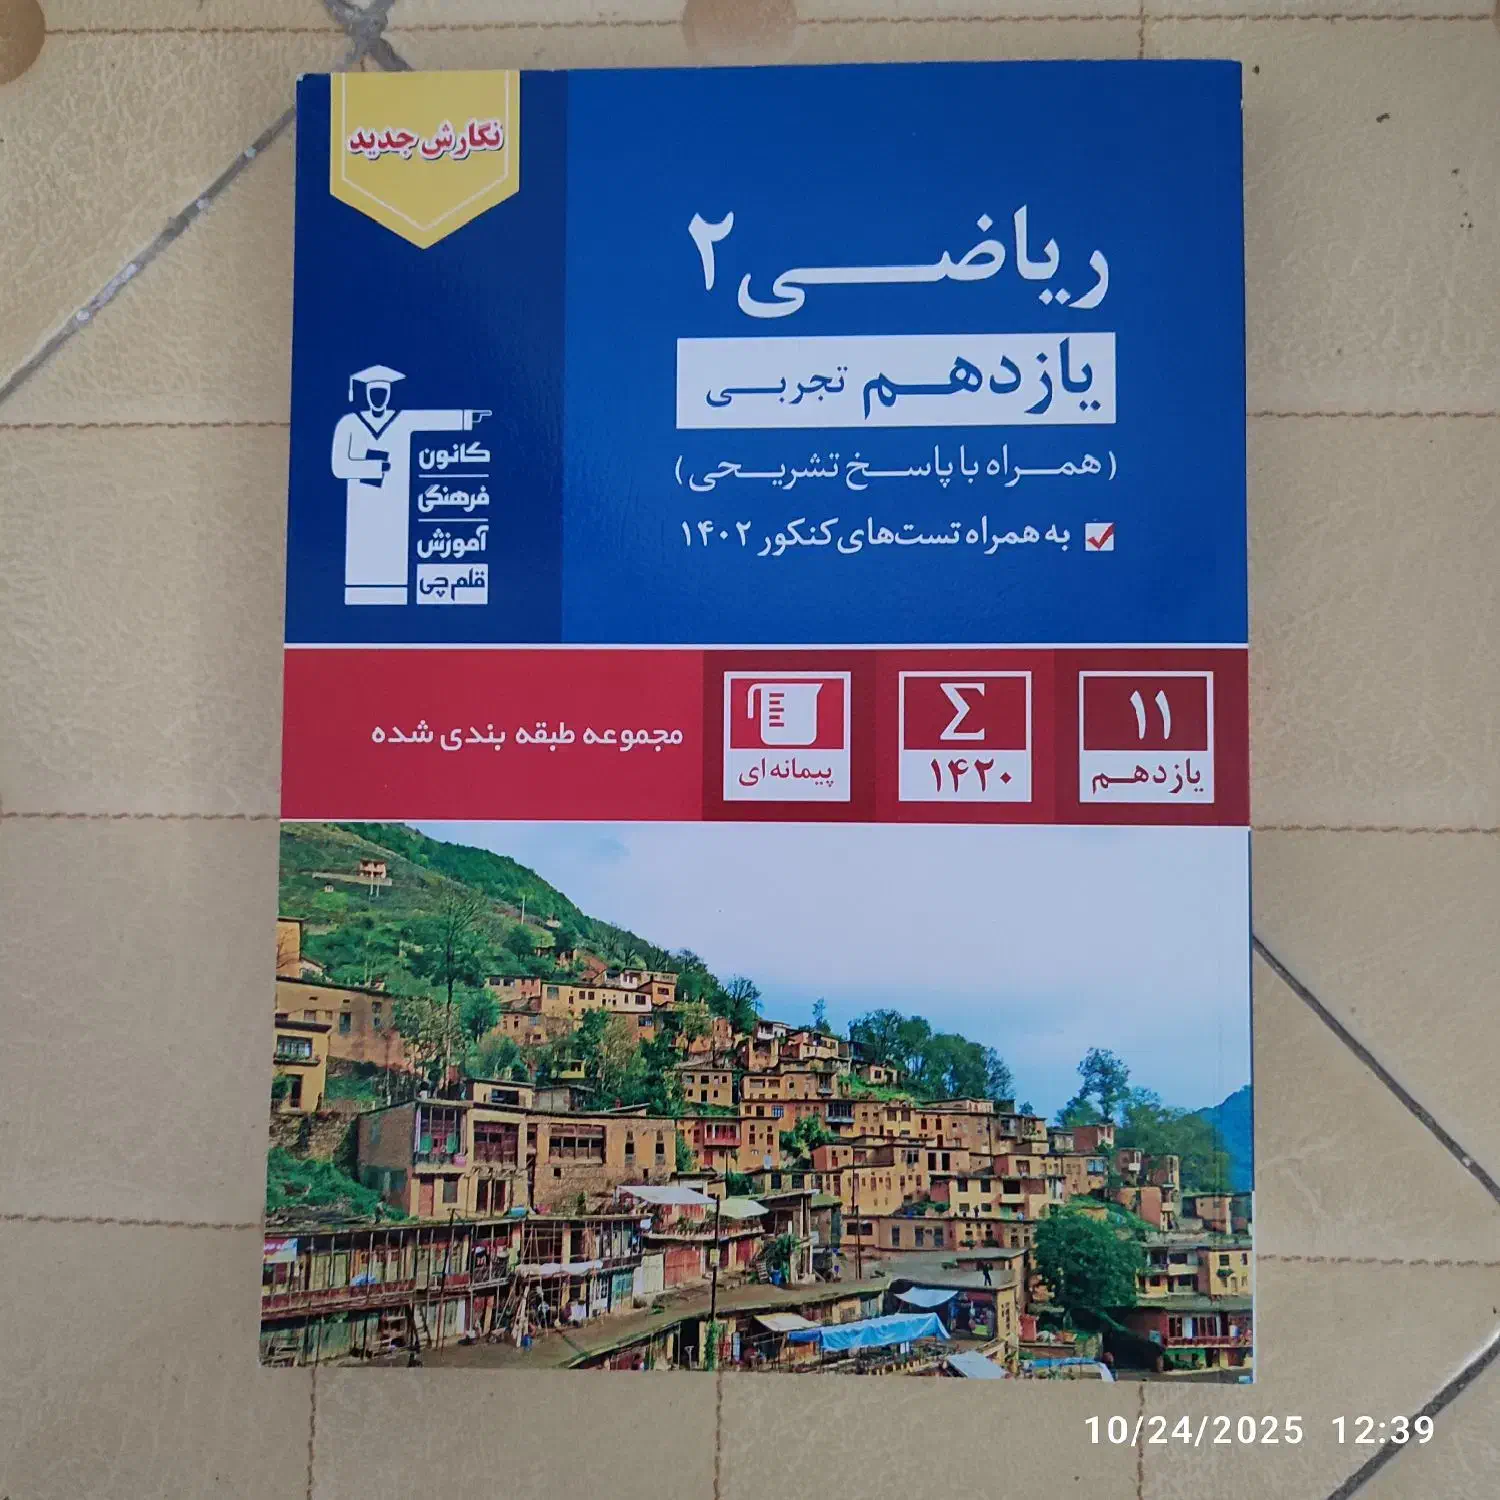 نگارش جدید
ریاضی ۲
یازدهم تجربی
(همراه با پاسخ تشریحی)
به همراه تست‌های کنکور ۱۴۰۲
کانون
فرهنگی
آموزش
قلم‌چی
۱۱
یازدهم
Σ
۱۴۲۰
پیمانه‌ای
مجموعه طبقه بندی شده
10/24/2025 12:39